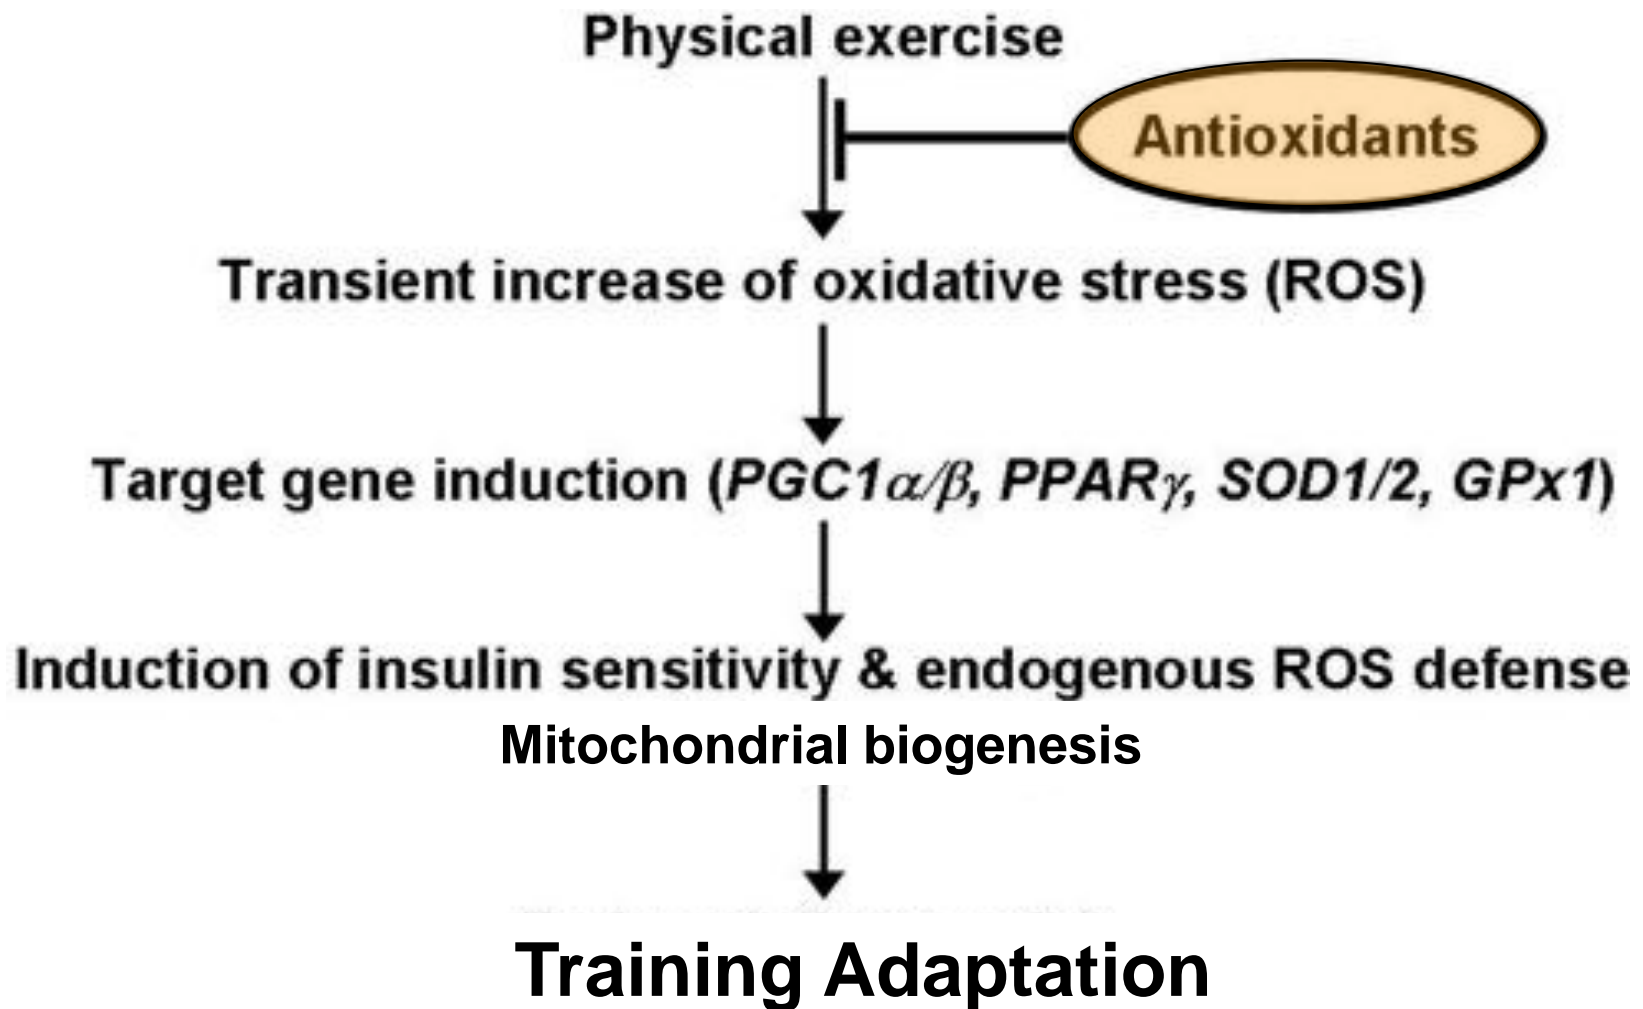 Physical exercise
Antioxidants
Transient increase of oxidative stress (ROS)
Target gene induction (PGC1α/β, PPARγ, SOD1/2, GPx1)
Induction of insulin sensitivity & endogenous ROS defense
Mitochondrial biogenesis
Training Adaptation